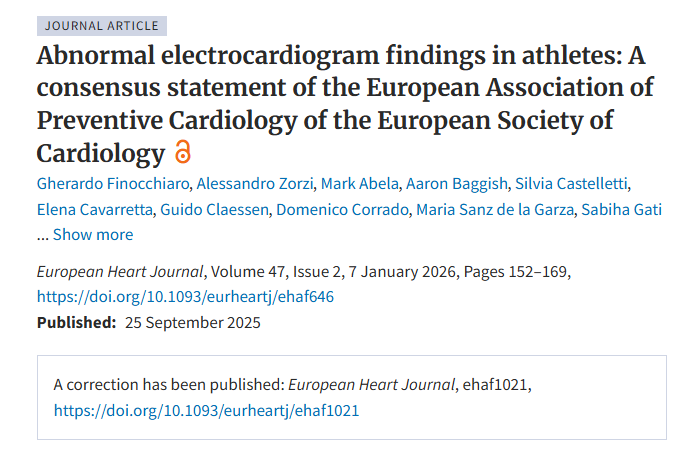 JOURNAL ARTICLE
Abnormal electrocardiogram findings in athletes: A
consensus statement of the European Association of
Preventive Cardiology of the European Society of
Cardiology
Gherardo Finocchiaro, Alessandro Zorzi, Mark Abela, Aaron Baggish, Silvia Castelletti,
Elena Cavarretta, Guido Claessen, Domenico Corrado, Maria Sanz de la Garza, Sabiha Gati
... Show more
European Heart Journal, Volume 47, Issue 2, 7 January 2026, Pages 152–169,
https://doi.org/10.1093/eurheartj/ehaf646
Published: 25 September 2025
A correction has been published: European Heart Journal, ehaf1021,
https://doi.org/10.1093/eurheartj/ehaf1021